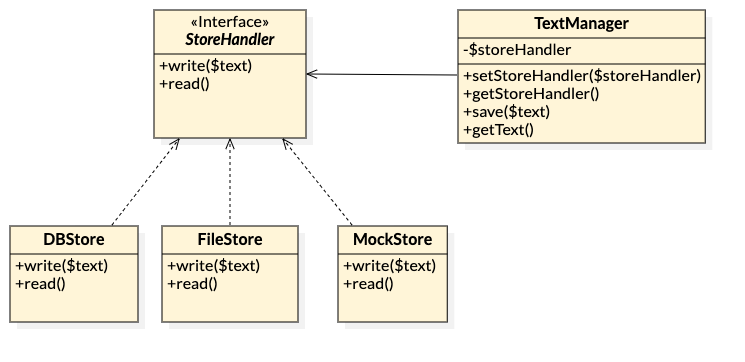 «Interface»
StoreHandler
+write($text)
+read()
TextManager
-$storeHandler
+setStoreHandler($storeHandler)
+getStoreHandler()
+save($text)
+getText()
DBStore
+write($text)
+read()
FileStore
+write($text)
+read()
MockStore
+write($text)
+read()